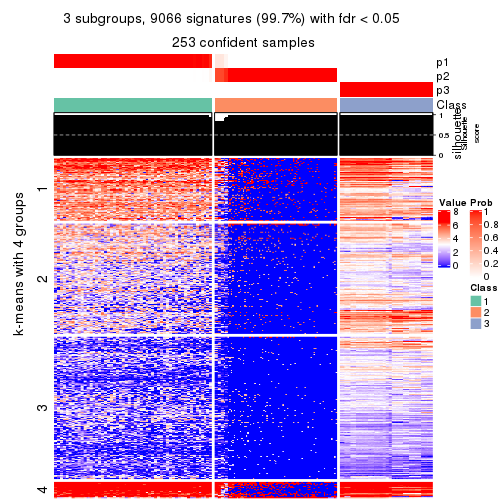 3 subgroups, 9066 signatures (99.7%) with fdr < 0.05
253 confident samples
p1
p2
p3
Class
1
0.5
0
silhouette
Silhouette
score
k-means with 4 groups
1
2
3
4
Value
8
6
4
2
0
Prob
1
0.8
0.6
0.4
0.2
0
Class
1
2
3